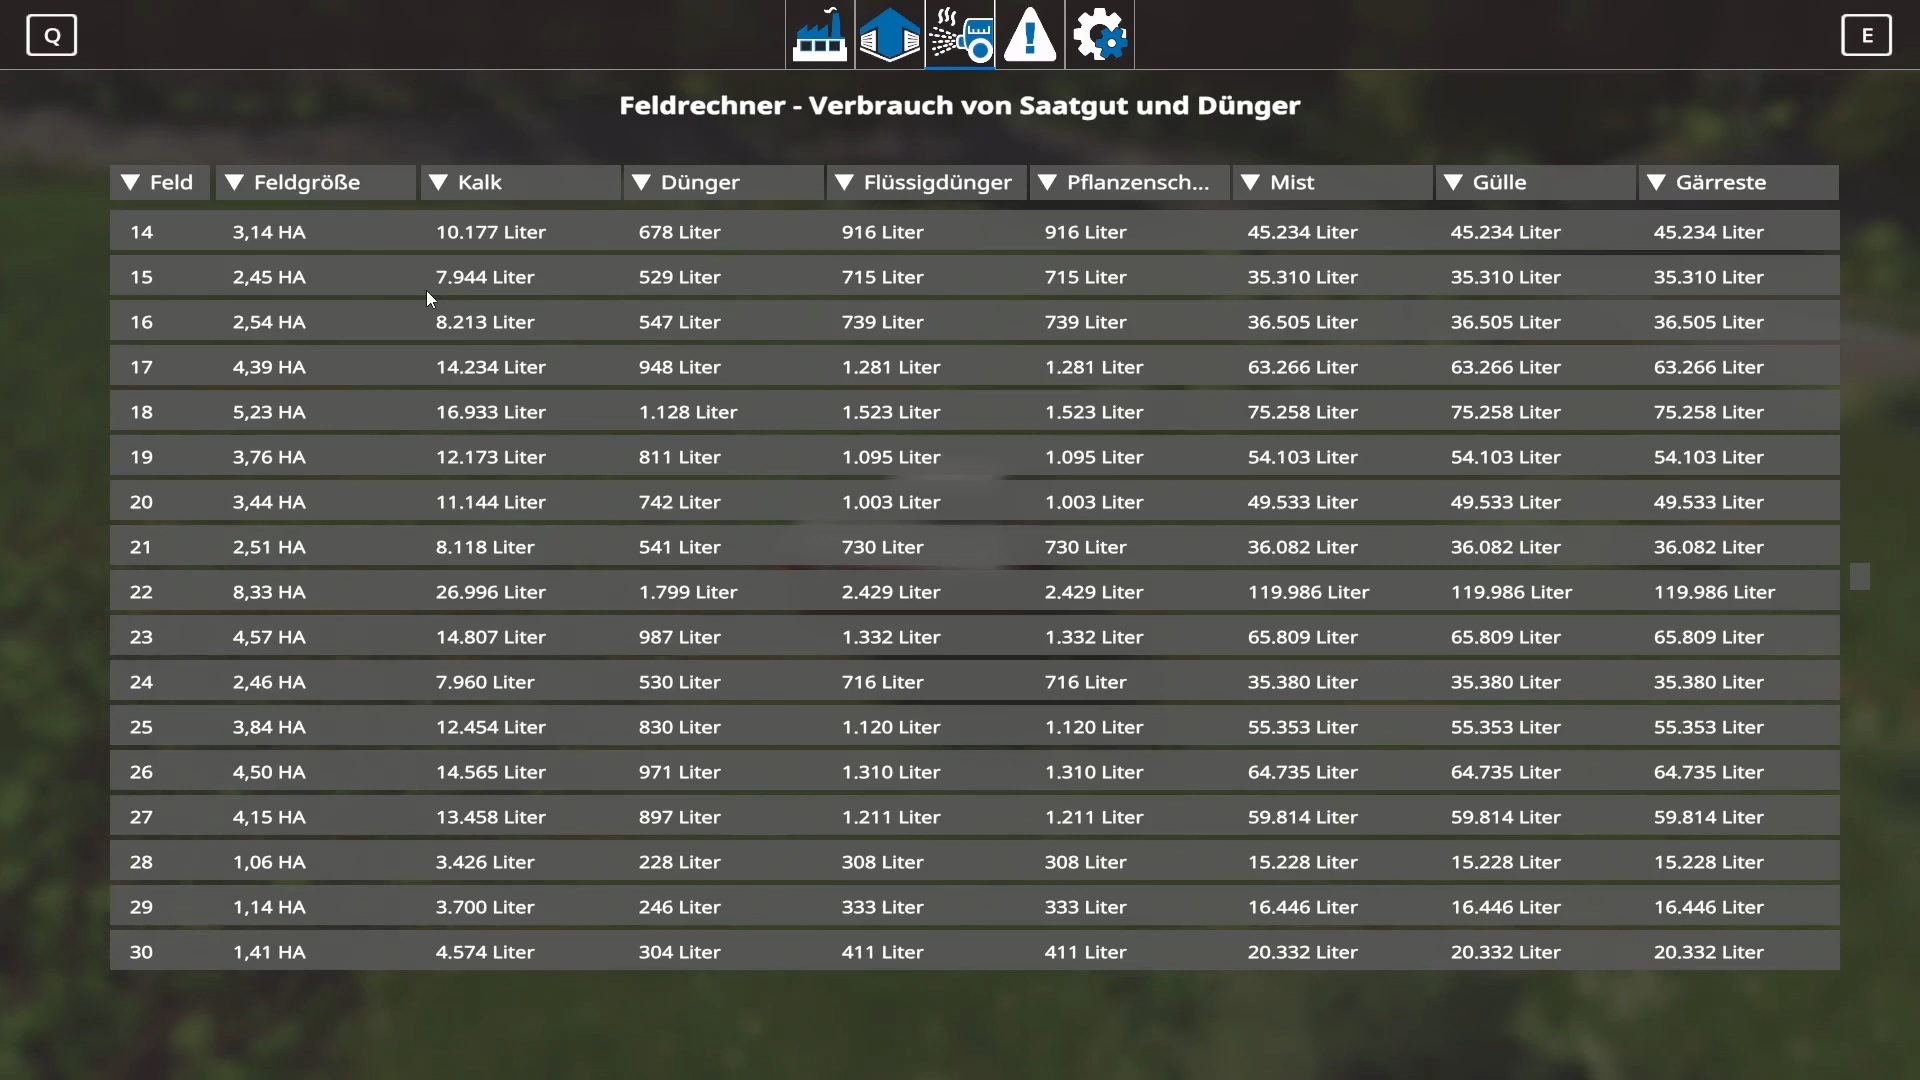 Q
E
Feldrechner - Verbrauch von Saatgut und Dünger
Feld Feldgröße Kalk Dünger Flüssigdünger Pflanzensch... Mist Gülle Gärreste
14 3,14 HA 10.177 Liter 678 Liter 916 Liter 916 Liter 45.234 Liter 45.234 Liter 45.234 Liter
15 2,45 HA 7.944 Liter 529 Liter 715 Liter 715 Liter 35.310 Liter 35.310 Liter 35.310 Liter
16 2,54 HA 8.213 Liter 547 Liter 739 Liter 739 Liter 36.505 Liter 36.505 Liter 36.505 Liter
17 4,39 HA 14.234 Liter 948 Liter 1.281 Liter 1.281 Liter 63.266 Liter 63.266 Liter 63.266 Liter
18 5,23 HA 16.933 Liter 1.128 Liter 1.523 Liter 1.523 Liter 75.258 Liter 75.258 Liter 75.258 Liter
19 3,76 HA 12.173 Liter 811 Liter 1.095 Liter 1.095 Liter 54.103 Liter 54.103 Liter 54.103 Liter
20 3,44 HA 11.144 Liter 742 Liter 1.003 Liter 1.003 Liter 49.533 Liter 49.533 Liter 49.533 Liter
21 2,51 HA 8.118 Liter 541 Liter 730 Liter 730 Liter 36.082 Liter 36.082 Liter 36.082 Liter
22 8,33 HA 26.996 Liter 1.799 Liter 2.429 Liter 2.429 Liter 119.986 Liter 119.986 Liter 119.986 Liter
23 4,57 HA 14.807 Liter 987 Liter 1.332 Liter 1.332 Liter 65.809 Liter 65.809 Liter 65.809 Liter
24 2,46 HA 7.960 Liter 530 Liter 716 Liter 716 Liter 35.380 Liter 35.380 Liter 35.380 Liter
25 3,84 HA 12.454 Liter 830 Liter 1.120 Liter 1.120 Liter 55.353 Liter 55.353 Liter 55.353 Liter
26 4,50 HA 14.565 Liter 971 Liter 1.310 Liter 1.310 Liter 64.735 Liter 64.735 Liter 64.735 Liter
27 4,15 HA 13.458 Liter 897 Liter 1.211 Liter 1.211 Liter 59.814 Liter 59.814 Liter 59.814 Liter
28 1,06 HA 3.426 Liter 228 Liter 308 Liter 308 Liter 15.228 Liter 15.228 Liter 15.228 Liter
29 1,14 HA 3.700 Liter 246 Liter 333 Liter 333 Liter 16.446 Liter 16.446 Liter 16.446 Liter
30 1,41 HA 4.574 Liter 304 Liter 411 Liter 411 Liter 20.332 Liter 20.332 Liter 20.332 Liter